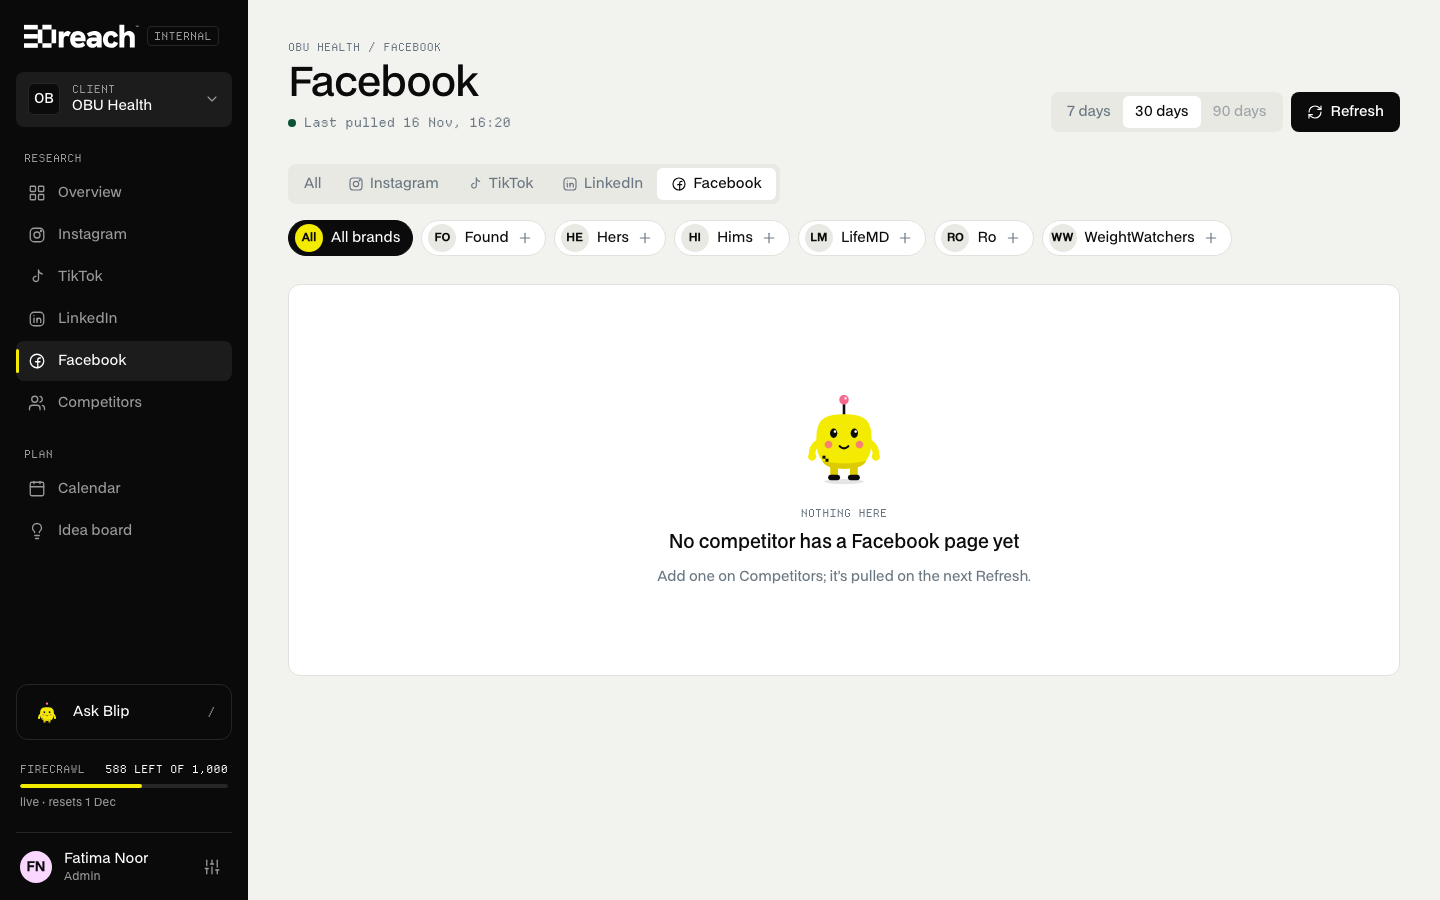 reach
INTERNAL
OB
CLIENT
OBU Health
RESEARCH
Overview
Instagram
TikTok
LinkedIn
Facebook
Competitors
PLAN
Calendar
Idea board
Ask Blip /
FIRECRAWL 588 LEFT OF 1,000
live · resets 1 Dec
FN
Fatima Noor
Admin
OBU HEALTH / FACEBOOK
Facebook
Last pulled 16 Nov, 16:20
7 days 30 days 90 days Refresh
All Instagram TikTok LinkedIn Facebook
All All brands FO Found + HE Hers + HI Hims + LM LifeMD + RO Ro + WW WeightWatchers +
NOTHING HERE
No competitor has a Facebook page yet
Add one on Competitors; it's pulled on the next Refresh.